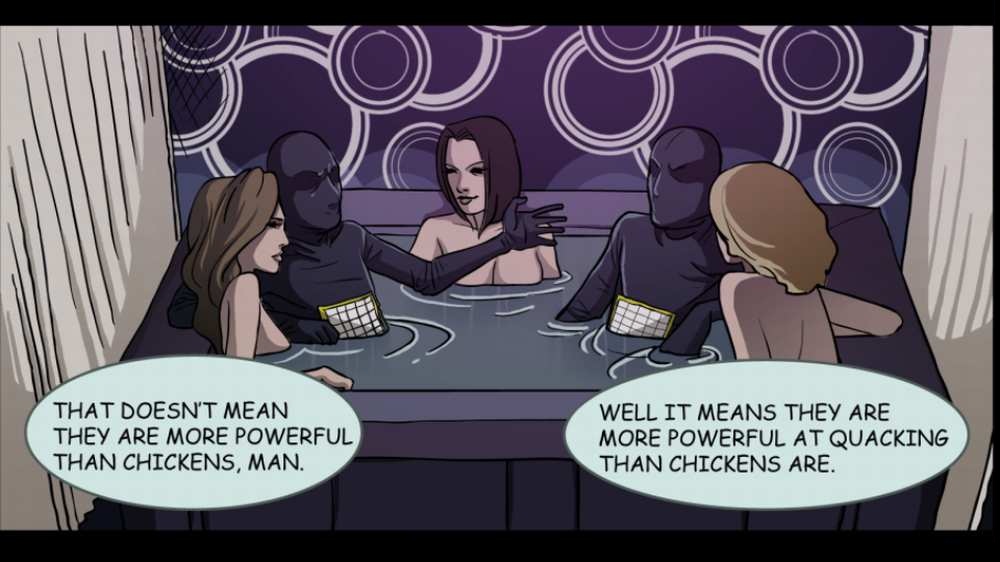 THAT DOESN'T MEAN
THEY ARE MORE POWERFUL
THAN CHICKENS, MAN.
WELL IT MEANS THEY ARE
MORE POWERFUL AT QUACKING
THAN CHICKENS ARE.